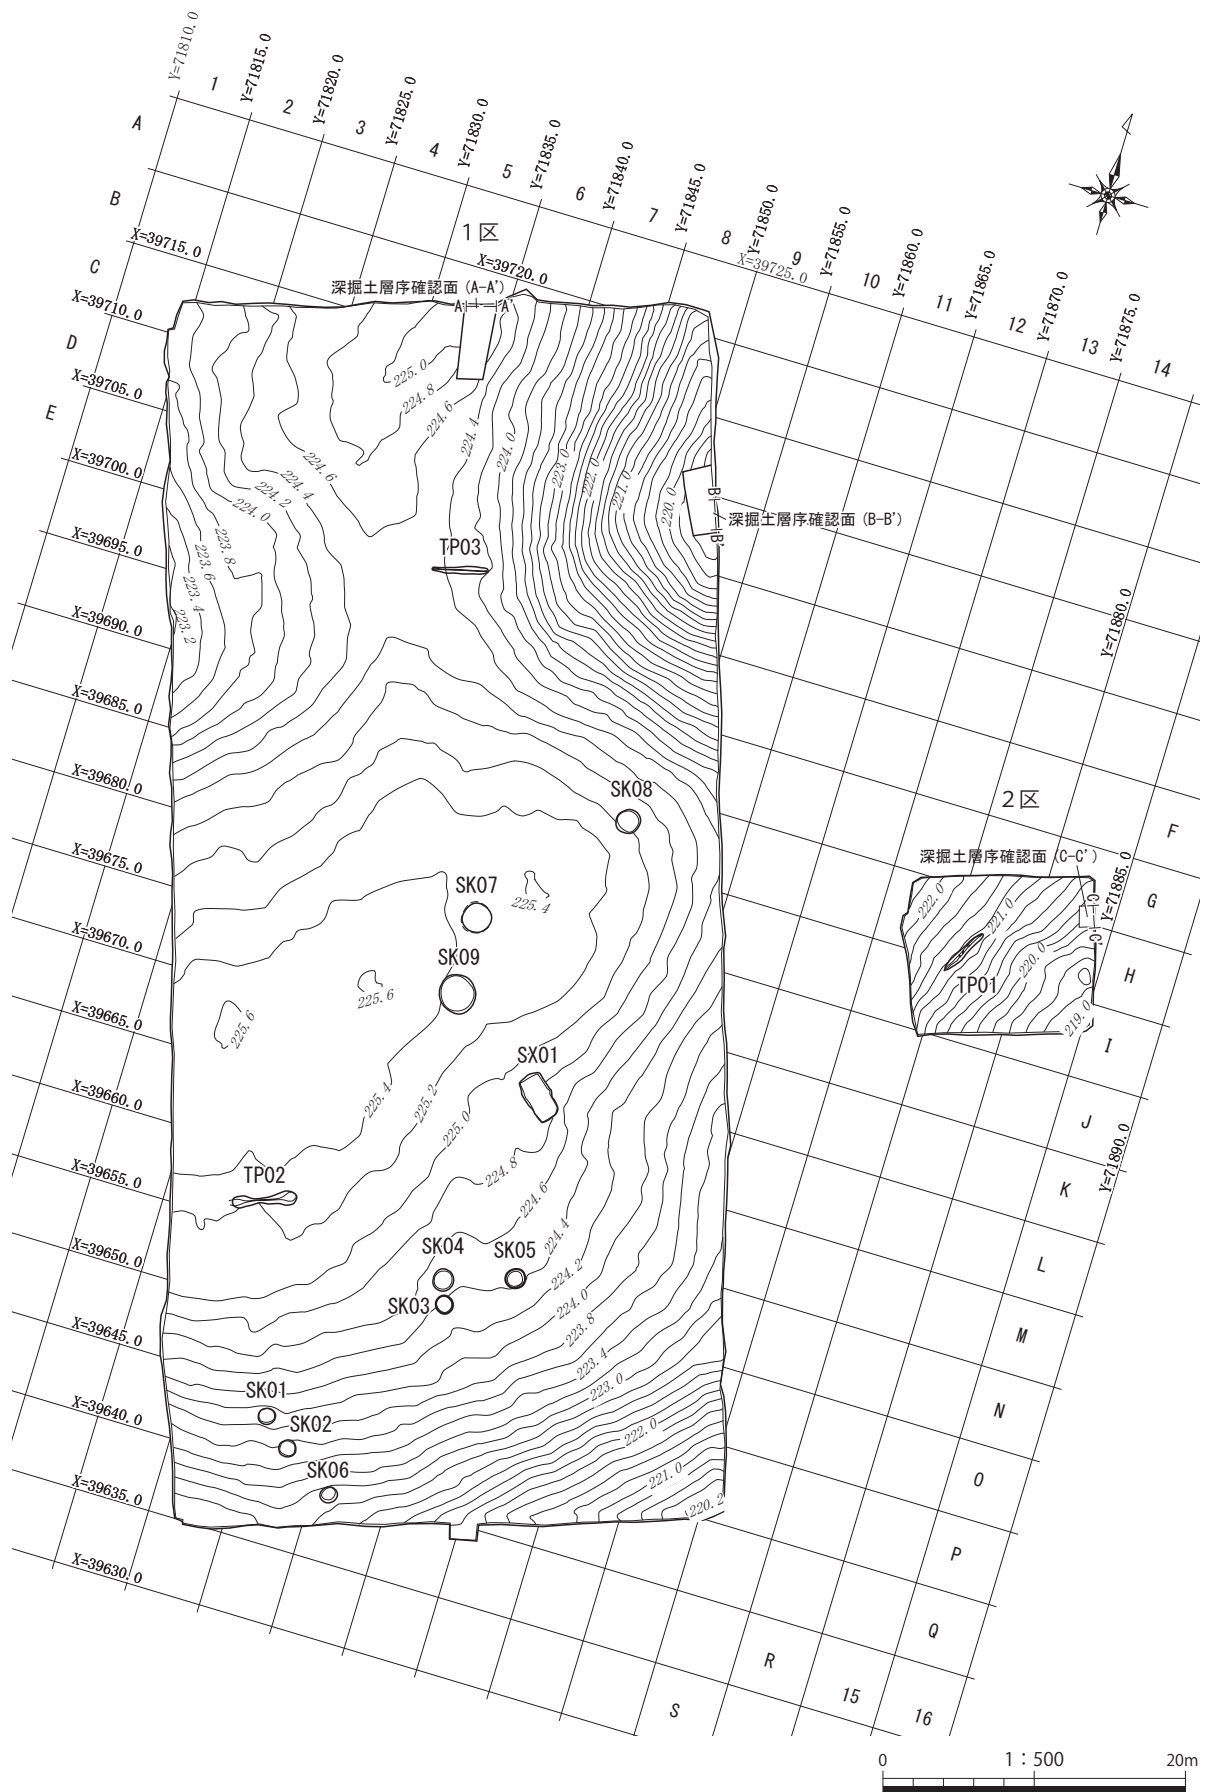 Y=71810.0
1
Y=71815.0
2
Y=71820.0
3
Y=71825.0
4
Y=71830.0
5
Y=71835.0
6
Y=71840.0
7
Y=71845.0
8
Y=71850.0
9
Y=71855.0
10
Y=71860.0
11
Y=71865.0
12
Y=71870.0
13
Y=71875.0
14
A
B
C
D
E
1区
X=39715.0
X=39720.0
X=39725.0
X=39710.0
X=39705.0
X=39700.0
X=39695.0
X=39690.0
X=39685.0
X=39680.0
X=39675.0
X=39670.0
X=39665.0
X=39660.0
X=39655.0
X=39650.0
X=39645.0
X=39640.0
X=39635.0
X=39630.0
深掘土層序確認面 (A-A')
A
A'
225.0
224.8
224.6
224.4
224.0
223.0
222.0
221.0
220.0
B
B'
深掘土層序確認面 (B-B')
224.6
224.4
224.2
224.0
223.8
223.6
223.4
223.2
TP03
SK08
SK07
225.4
SK09
225.6
225.6
SX01
225.4
225.2
225.0
224.8
224.6
224.4
224.2
224.0
223.8
223.4
223.0
222.0
221.0
220.2
TP02
SK04
SK05
SK03
SK01
SK02
SK06
Y=71880.0
2区
深掘土層序確認面 (C-C')
Y=71885.0
C
C'
222.0
221.0
220.0
219.0
TP01
Y=71890.0
F
G
H
I
J
K
L
M
N
O
P
Q
R
S
15
16
0
1：500
20m